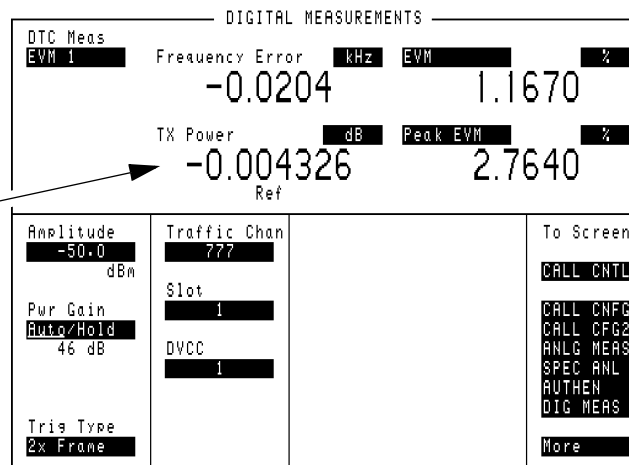 DIGITAL MEASUREMENTS
DTC Meas
EVM 1
Frequency Error kHz
-0.0204
EVM %
1.1670
TX Power dB
-0.004326
Ref
Peak EVM %
2.7640
Amplitude
-50.0
dBm
Pwr Gain
Auto/Hold
46 dB
Trig Type
2x Frame
Traffic Chan
777
Slot
1
DVCC
1
To Screen
CALL CNTL
CALL CNFG
CALL CFG2
ANLG MEAS
SPEC ANL
AUTHEN
DIG MEAS
More